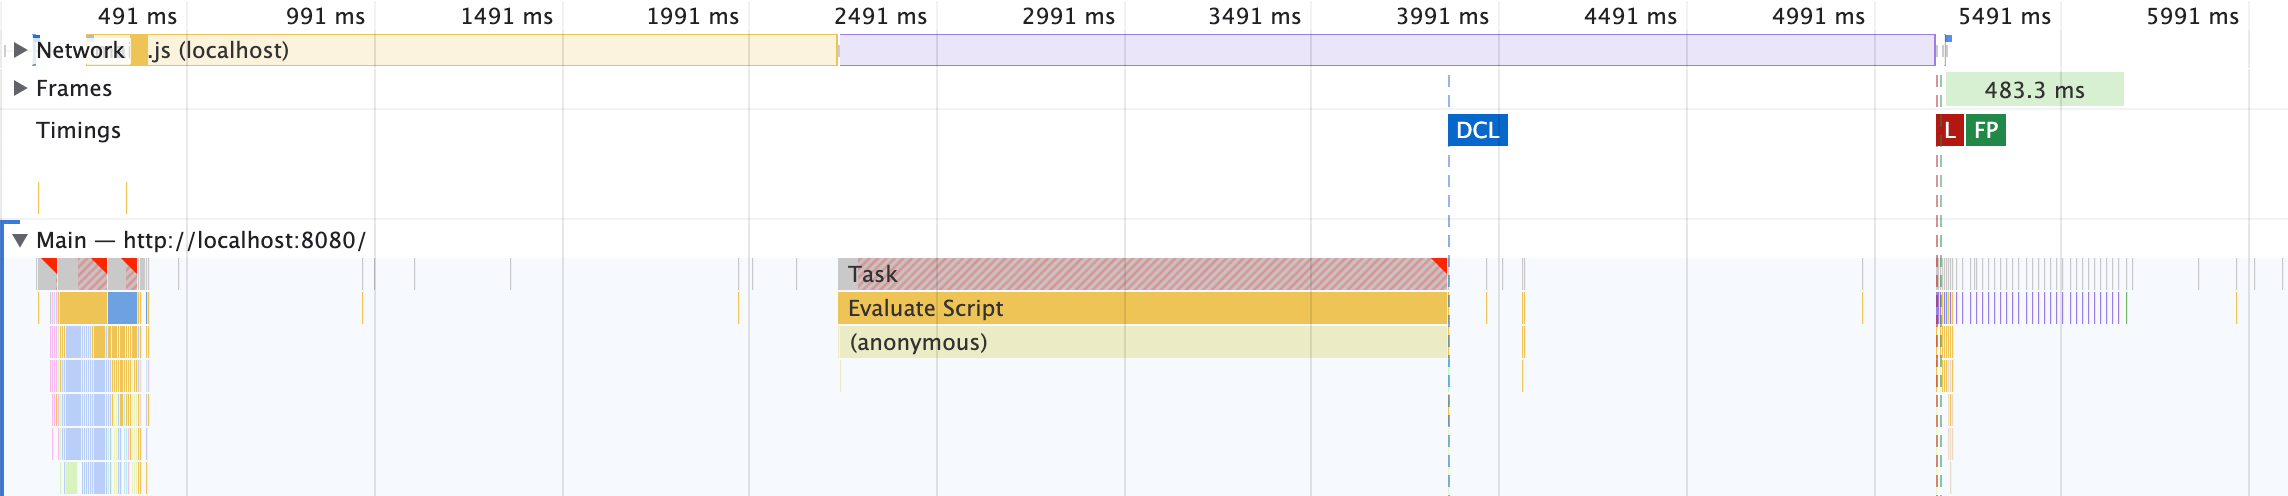 491 ms 991 ms 1491 ms 1991 ms 2491 ms 2991 ms 3491 ms 3991 ms 4491 ms 4991 ms 5491 ms 5991 ms
Network .js (localhost)
Frames 483.3 ms
Timings DCL L FP
Main — http://localhost:8080/
Task
Evaluate Script
(anonymous)